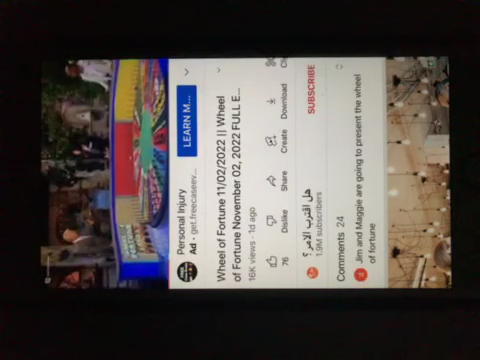 Personal Injury
Ad · get.freecaseev...
LEARN M...
Wheel of Fortune 11/02/2022 || Wheel
of Fortune November 02, 2022 FULL E...
16K views · 1d ago
76
Dislike
Share
Create
Download
هل اقترب الامر ؟
1.9M subscribers
SUBSCRIBE
Comments 24
Jim and Maggie are going to present the wheel
of fortune